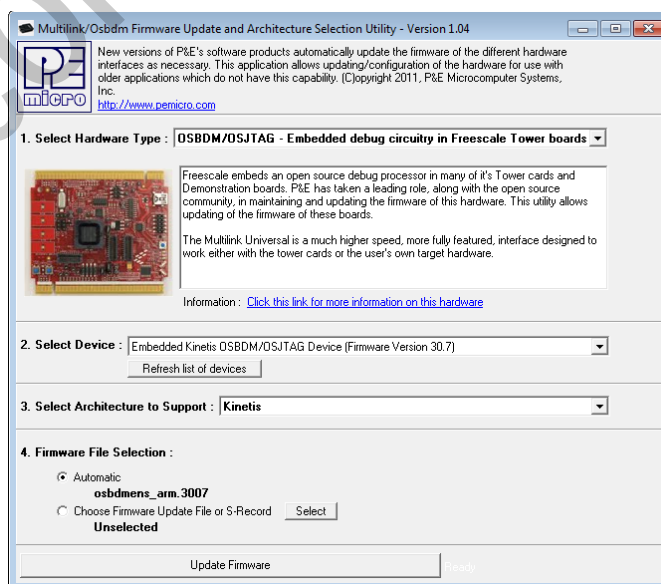 Multilink/Osbdm Firmware Update and Architecture Selection Utility - Version 1.04
PE
micro
New versions of P&E's software products automatically update the firmware of the different hardware
interfaces as necessary. This application allows updating/configuration of the hardware for use with
older applications which do not have this capability. (C)opyright 2011, P&E Microcomputer Systems,
Inc.
http://www.pemicro.com
1. Select Hardware Type : OSBDM/OSJTAG - Embedded debug circuitry in Freescale Tower boards
Freescale embeds an open source debug processor in many of it's Tower cards and
Demonstration boards. P&E has taken a leading role, along with the open source
community, in maintaining and updating the firmware of this hardware. This utility allows
updating of the firmware of these boards.
The Multilink Universal is a much higher speed, more fully featured, interface designed to
work either with the tower cards or the user's own target hardware.
Information : Click this link for more information on this hardware
2. Select Device : Embedded Kinetis OSBDM/OSJTAG Device (Firmware Version 30.7)
Refresh list of devices
3. Select Architecture to Support : Kinetis
4. Firmware File Selection :
Automatic
osbdmens_arm.3007
Choose Firmware Update File or S-Record Select
Unselected
Update Firmware Ready